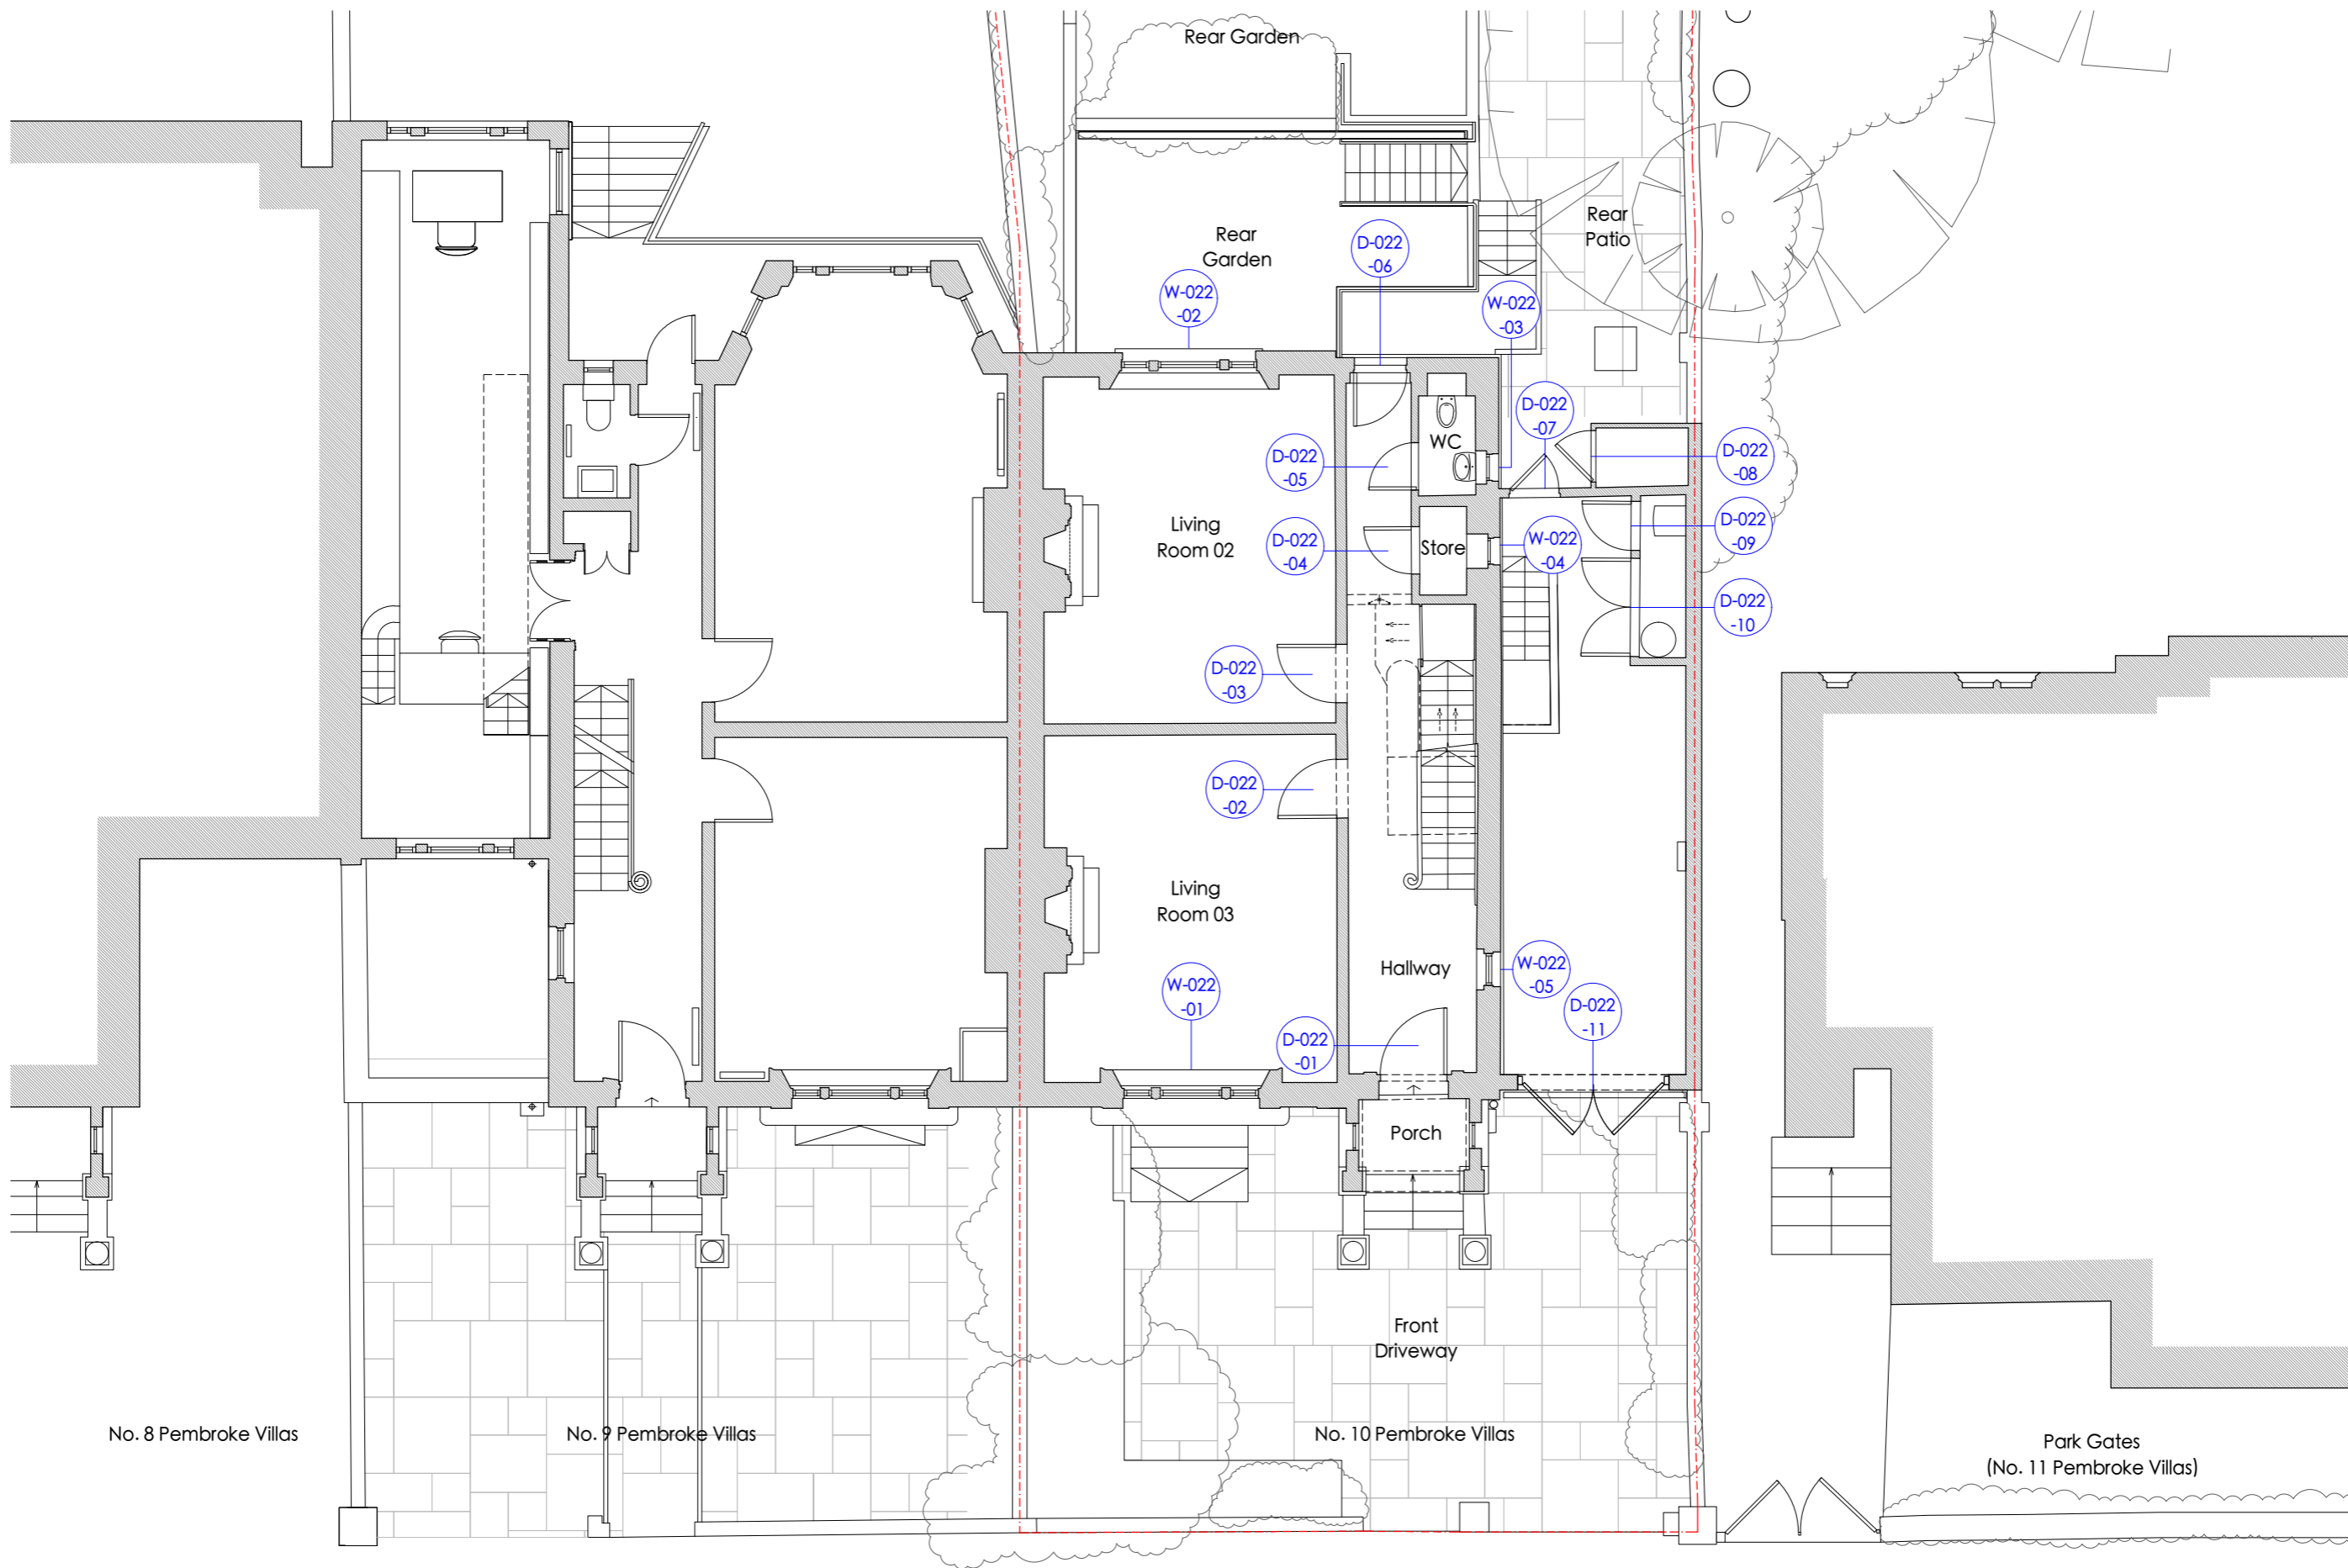 Rear Garden
Rear
Patio
Rear
Garden
D-022
-06
W-022
-02
W-022
-03
D-022
-07
WC
D-022
-05
D-022
-08
Living
Room 02
D-022
-04
Store
W-022
-04
D-022
-09
D-022
-10
D-022
-03
D-022
-02
Living
Room 03
Hallway
W-022
-05
W-022
-01
D-022
-11
D-022
-01
Porch
Front
Driveway
No. 8 Pembroke Villas
No. 9 Pembroke Villas
No. 10 Pembroke Villas
Park Gates
(No. 11 Pembroke Villas)